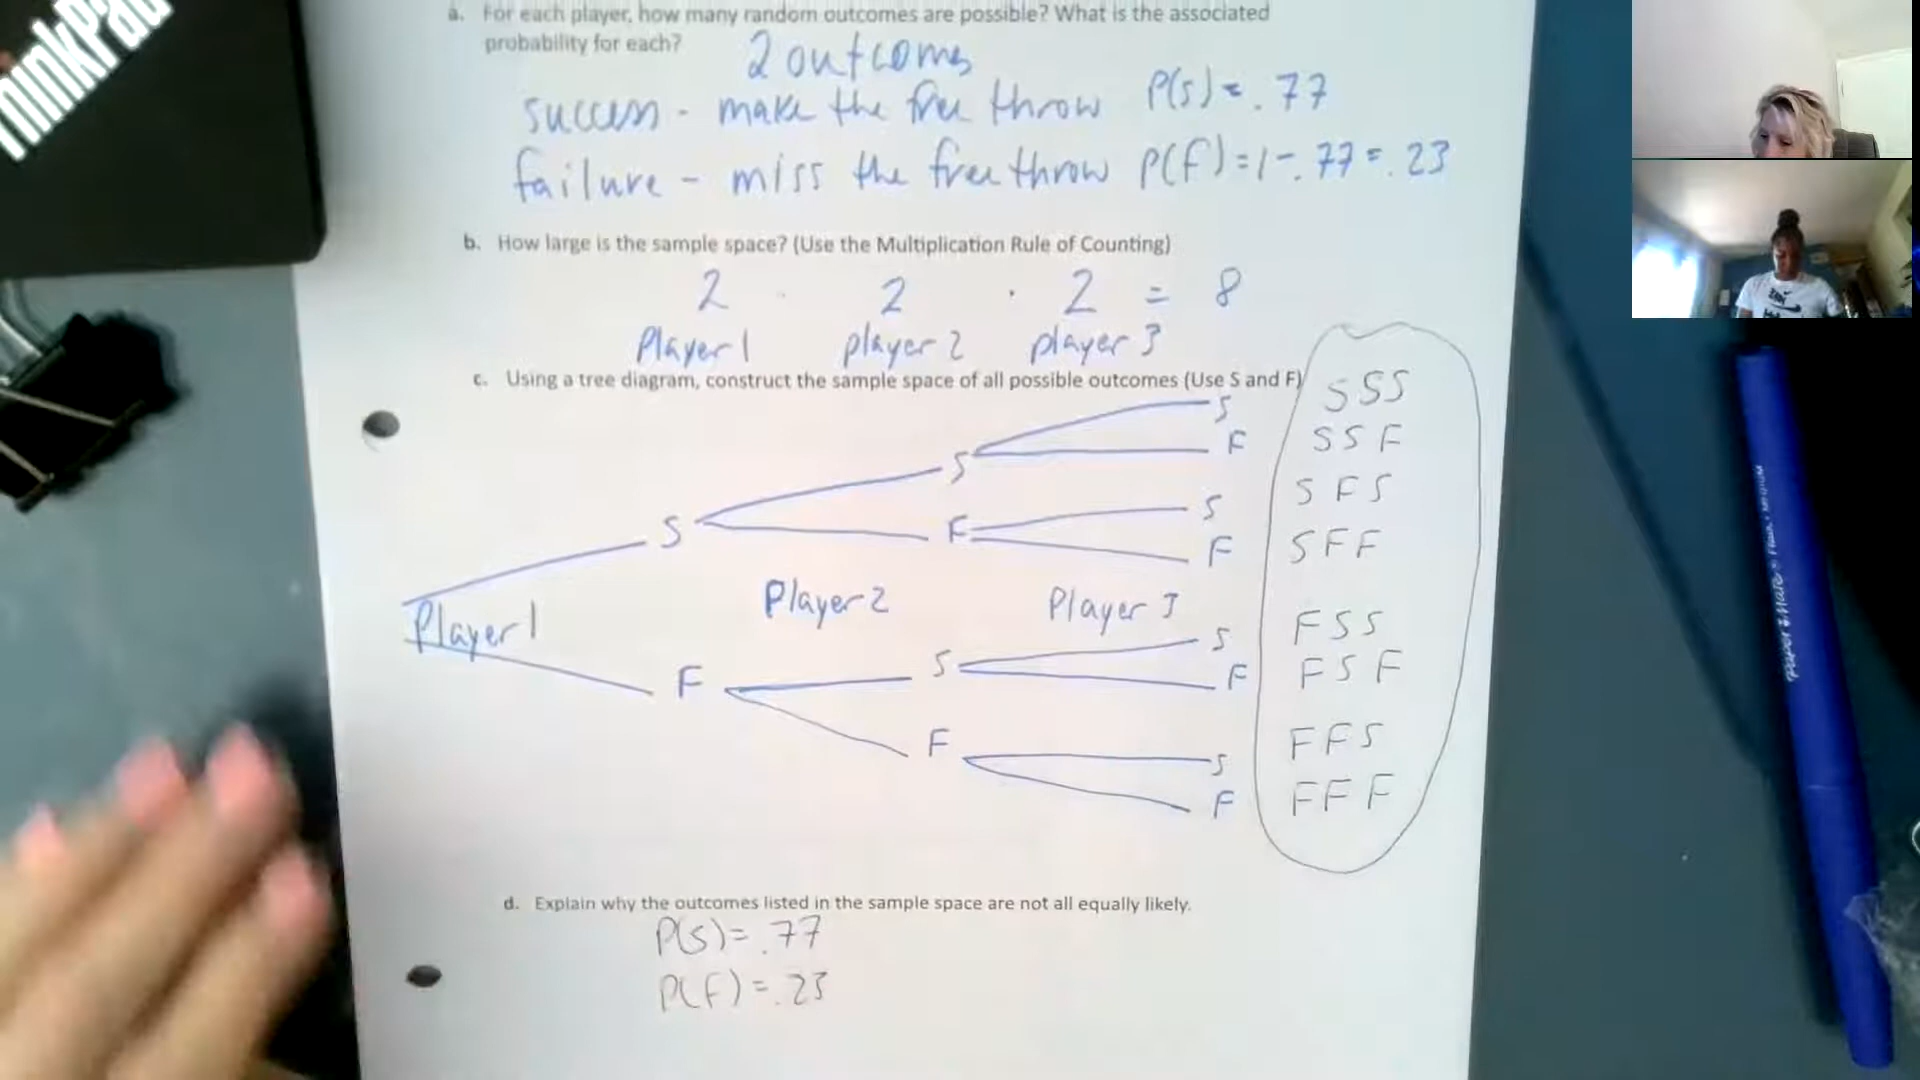 ThinkPad
a. For each player, how many random outcomes are possible? What is the associated
probability for each?
2 outcomes
success - make the free throw P(S) = .77
failure - miss the free throw P(F) = 1 - .77 = .23
b. How large is the sample space? (Use the Multiplication Rule of Counting)
2 · 2 · 2 = 8
Player 1 player 2 player 3
c. Using a tree diagram, construct the sample space of all possible outcomes (Use S and F)
S SSS
F SSF
S
S SFS
S F
F SFF
Player 1 Player 2 Player 3
S FSS
S
F F FSF
F
S FFS
F FFF
d. Explain why the outcomes listed in the sample space are not all equally likely.
P(S) = .77
P(F) = .23
Paper Mate